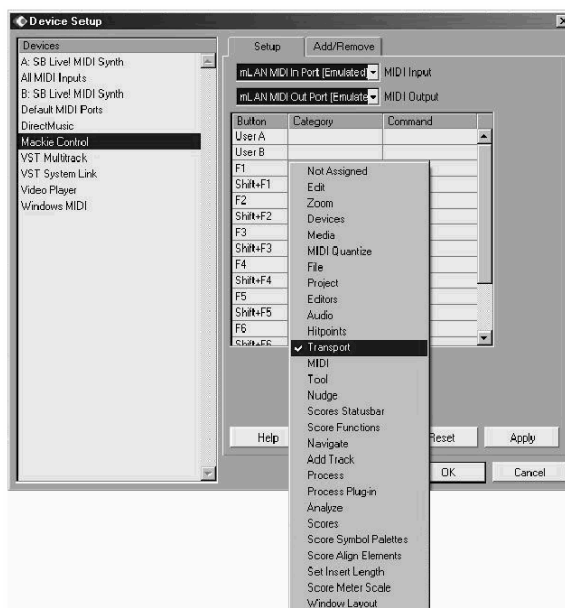 Device Setup
Devices
A: SB Live! MIDI Synth
All MIDI Inputs
B: SB Live! MIDI Synth
Default MIDI Ports
DirectMusic
Mackie Control
VST Multitrack
VST System Link
Video Player
Windows MIDI
Setup
Add/Remove
mLAN MIDI In Port [Emulated]
MIDI Input
mLAN MIDI Out Port [Emulate
MIDI Output
Button Category Command
User A
User B
F1
Shift+F1
F2
Shift+F2
F3
Shift+F3
F4
Shift+F4
F5
Shift+F5
F6
Shift+F6
Not Assigned
Edit
Zoom
Devices
Media
MIDI Quantize
File
Project
Editors
Audio
Hitpoints
Transport
MIDI
Tool
Nudge
Scores Statusbar
Score Functions
Navigate
Add Track
Process
Process Plug-in
Analyze
Scores
Score Symbol Palettes
Score Align Elements
Set Insert Length
Score Meter Scale
Window Layout
Help
Reset
Apply
OK
Cancel